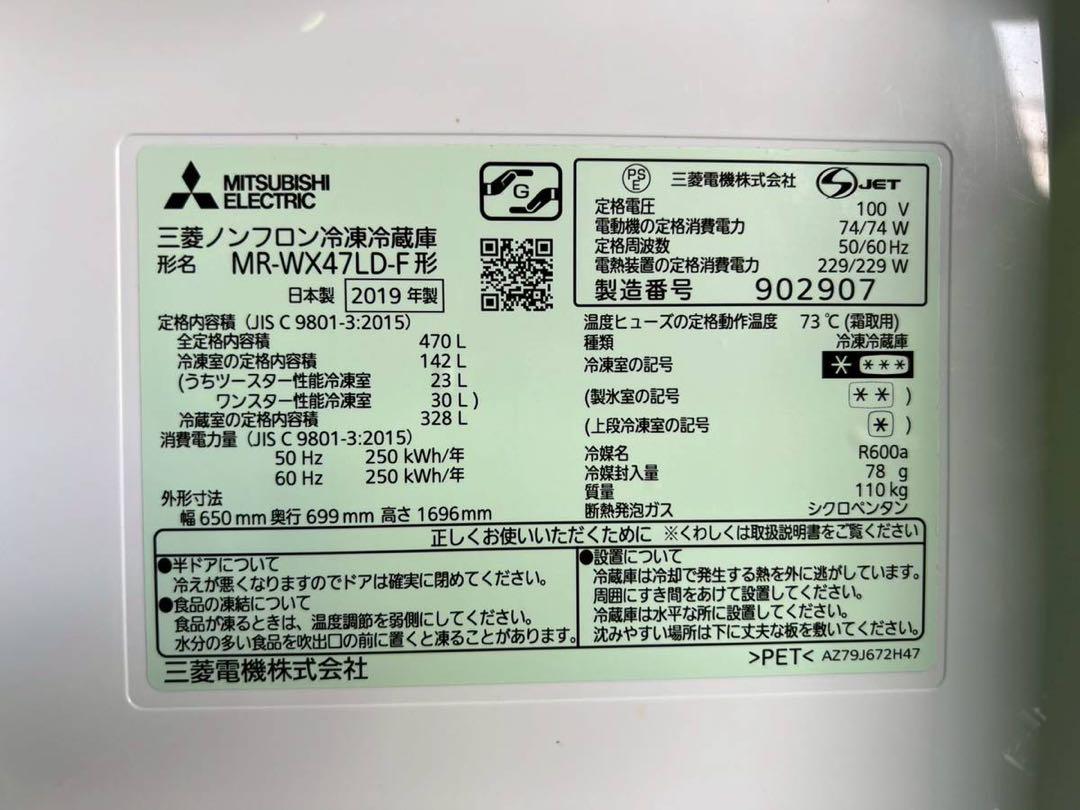 MITSUBISHI
ELECTRIC
G
三菱ノンフロン冷凍冷蔵庫
形名 MR-WX47LD-F形
日本製 2019年製
定格内容積（JIS C 9801-3:2015）
全定格内容積 470 L
冷凍室の定格内容積 142 L
(うちツースター性能冷凍室 23 L
ワンスター性能冷凍室 30 L )
冷蔵室の定格内容積 328 L
消費電力量（JIS C 9801-3:2015）
50 Hz 250 kWh/年
60 Hz 250 kWh/年
外形寸法
幅 650 mm 奥行 699 mm 高さ 1696 mm
PS
E 三菱電機株式会社 JET
定格電圧 100 V
電動機の定格消費電力 74/74 W
定格周波数 50/60 Hz
電熱装置の定格消費電力 229/229 W
製造番号 902907
温度ヒューズの定格動作温度 73 ℃ (霜取用)
種類 冷凍冷蔵庫
冷凍室の記号 * ***
(製氷室の記号 ** )
(上段冷凍室の記号 * )
冷媒名 R600a
冷媒封入量 78 g
質量 110 kg
断熱発泡ガス シクロペンタン
正しくお使いいただくために ※くわしくは取扱説明書をご覧ください
●半ドアについて
冷えが悪くなりますのでドアは確実に閉めてください。
●食品の凍結について
食品が凍るときは、温度調節を弱側にしてください。
水分の多い食品を吹出口の前に置くと凍ることがあります。
●設置について
冷蔵庫は冷却で発生する熱を外に逃がしています。
周囲にすき間をあけて設置してください。
冷蔵庫は水平な所に設置してください。
沈みやすい場所は下に丈夫な板を敷いてください。
三菱電機株式会社
>PET< AZ79J672H47